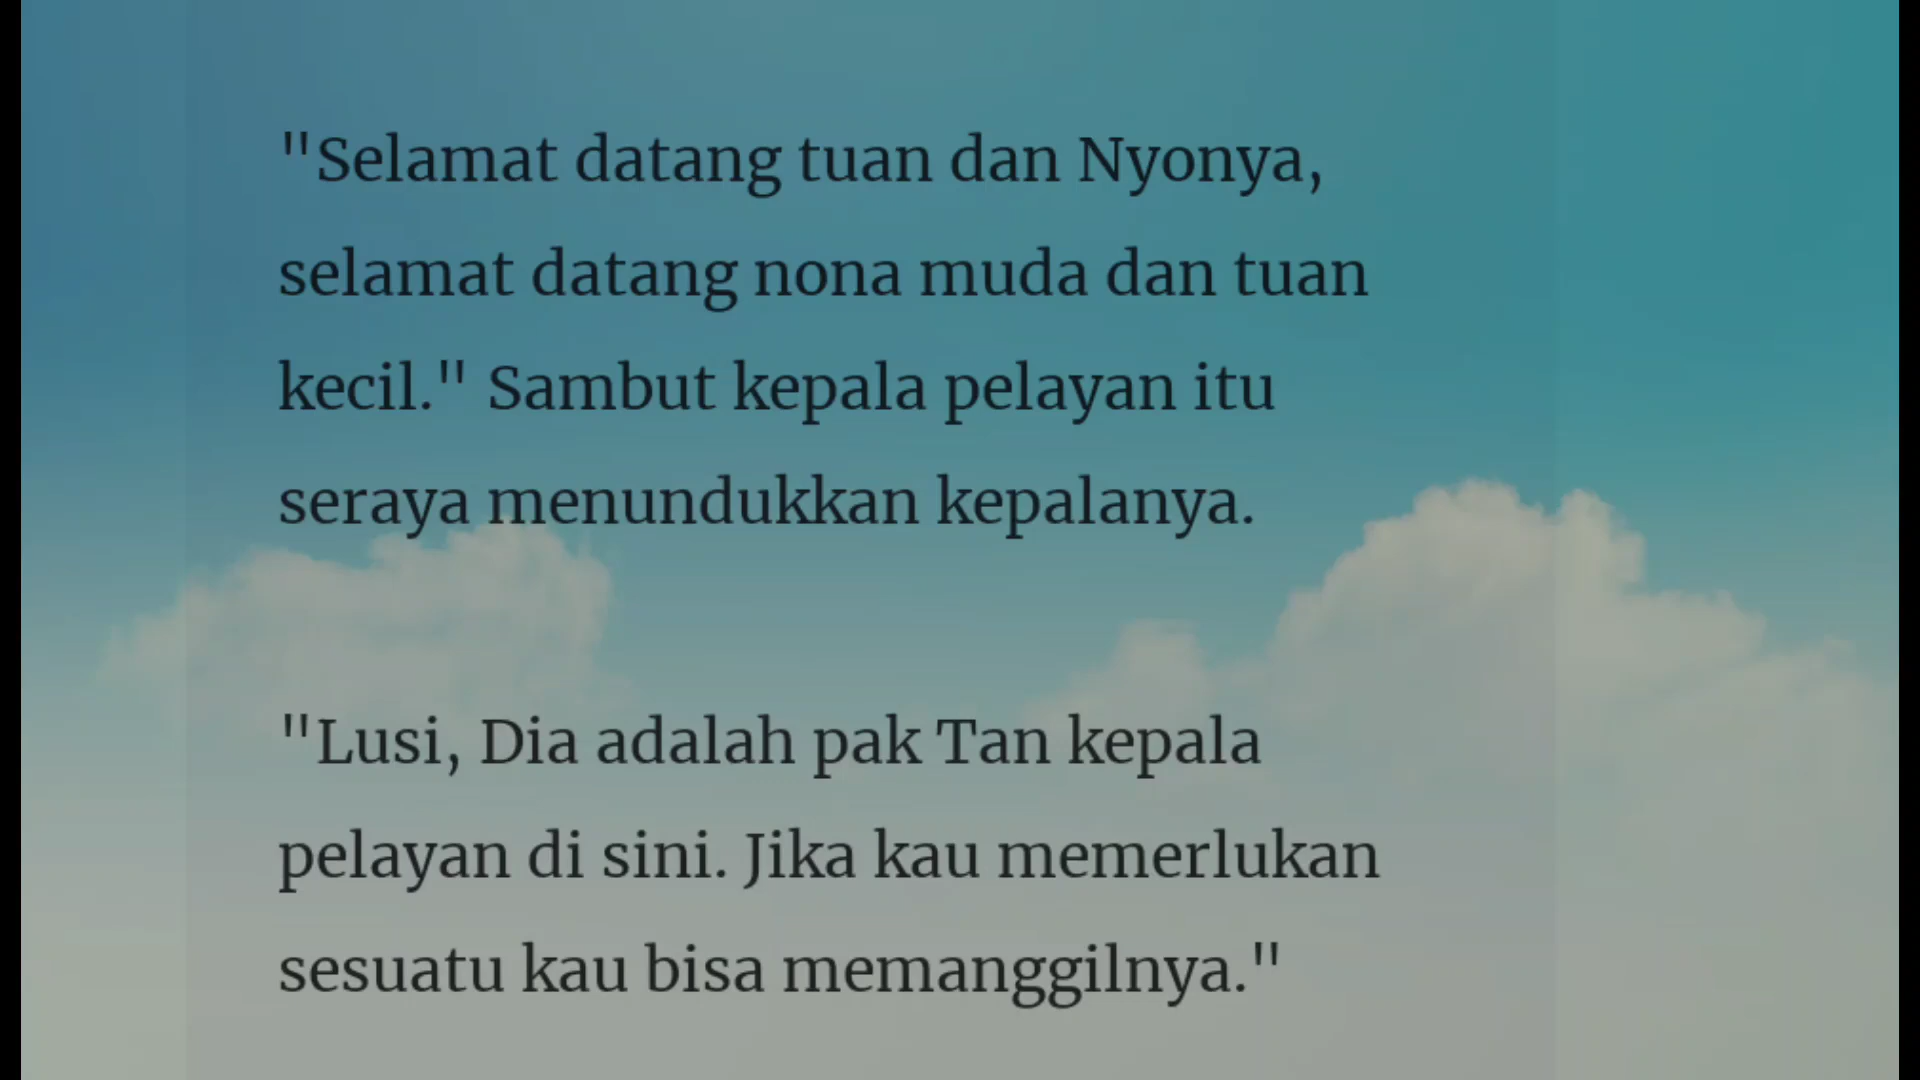 "Selamat datang tuan dan Nyonya,
selamat datang nona muda dan tuan
kecil." Sambut kepala pelayan itu
seraya menundukkan kepalanya.
"Lusi, Dia adalah pak Tan kepala
pelayan di sini. Jika kau memerlukan
sesuatu kau bisa memanggilnya."